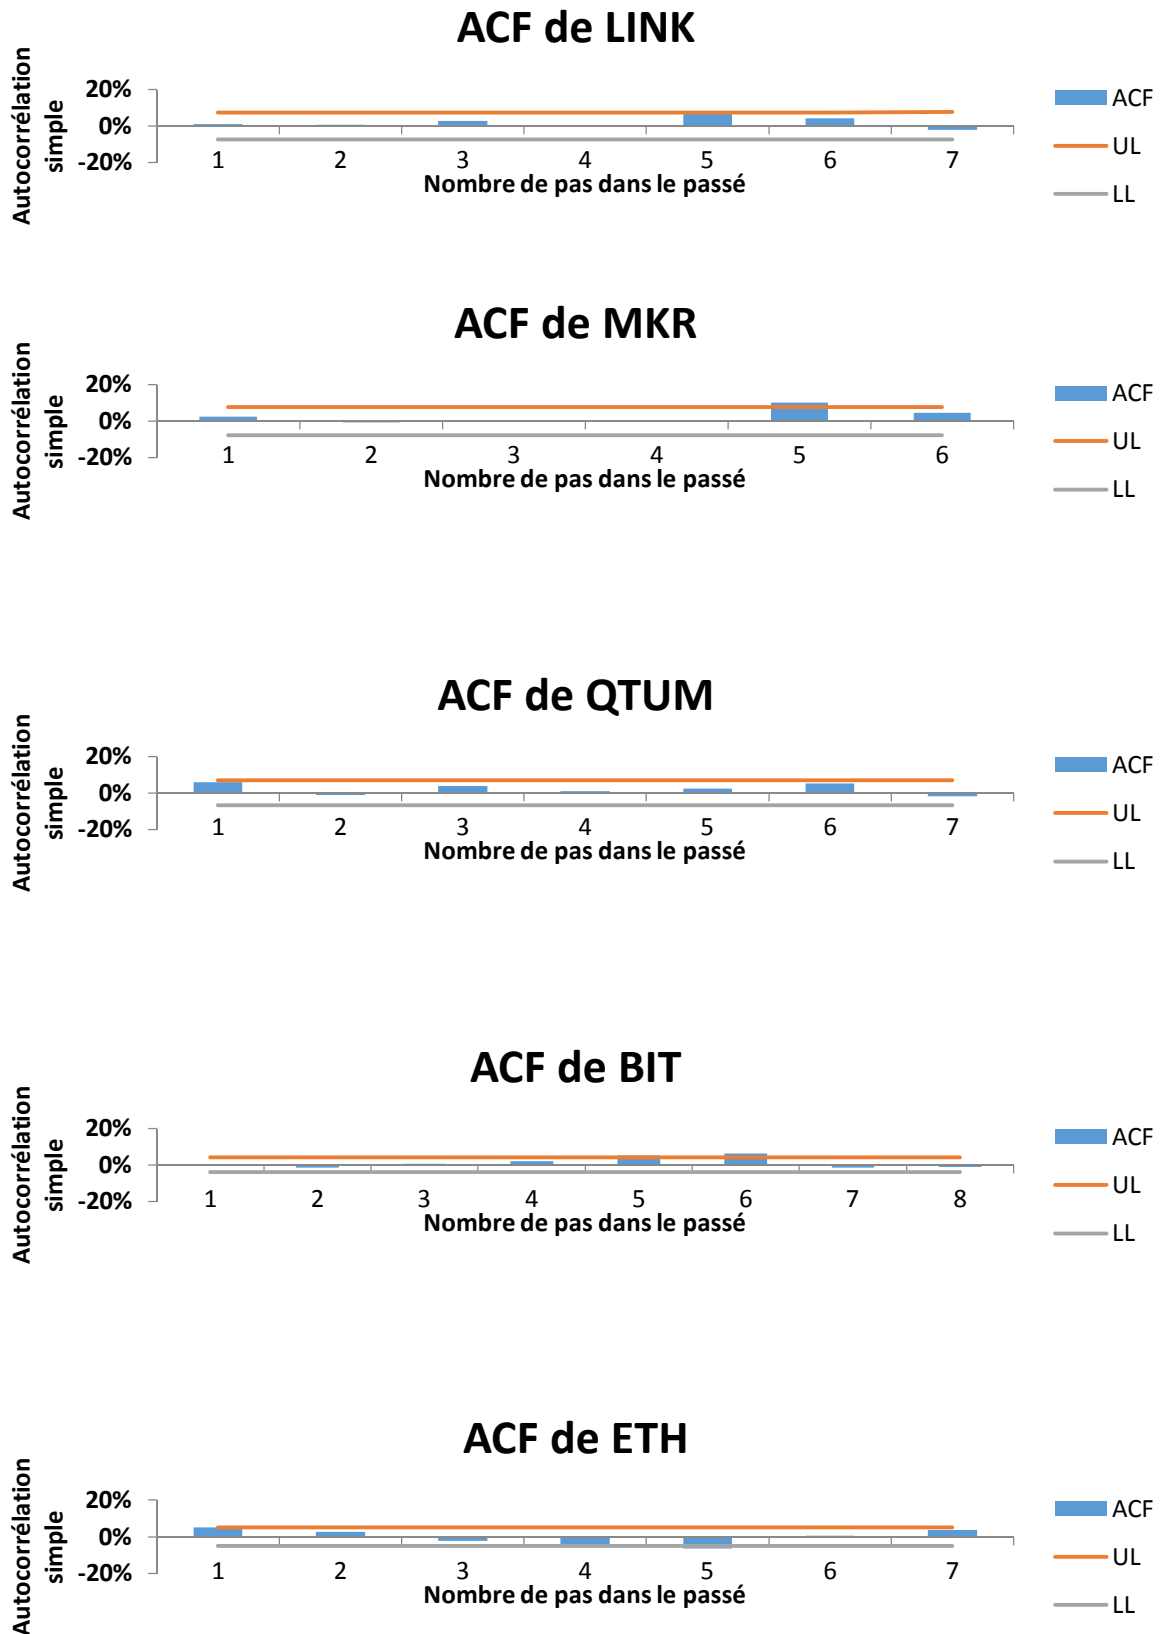 ACF de LINK
Autocorrélation
simple
20%
0%
-20%
1 2 3 4 5 6 7
Nombre de pas dans le passé
ACF
UL
LL
ACF de MKR
Autocorrélation
simple
20%
0%
-20%
1 2 3 4 5 6
Nombre de pas dans le passé
ACF
UL
LL
ACF de QTUM
Autocorrélation
simple
20%
0%
-20%
1 2 3 4 5 6 7
Nombre de pas dans le passé
ACF
UL
LL
ACF de BIT
Autocorrélation
simple
20%
0%
-20%
1 2 3 4 5 6 7 8
Nombre de pas dans le passé
ACF
UL
LL
ACF de ETH
Autocorrélation
simple
20%
0%
-20%
1 2 3 4 5 6 7
Nombre de pas dans le passé
ACF
UL
LL